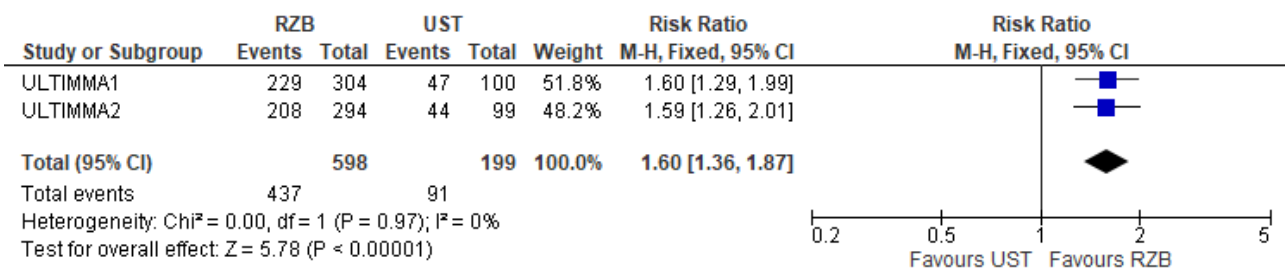 RZB UST Risk Ratio Risk Ratio
Study or Subgroup Events Total Events Total Weight M-H, Fixed, 95% CI M-H, Fixed, 95% CI
ULTIMMA1 229 304 47 100 51.8% 1.60 [1.29, 1.99]
ULTIMMA2 208 294 44 99 48.2% 1.59 [1.26, 2.01]
Total (95% CI) 598 199 100.0% 1.60 [1.36, 1.87]
Total events 437 91
Heterogeneity: Chi² = 0.00, df = 1 (P = 0.97); I² = 0%
Test for overall effect: Z = 5.78 (P < 0.00001)
0.2 0.5 1 2 5
Favours UST Favours RZB